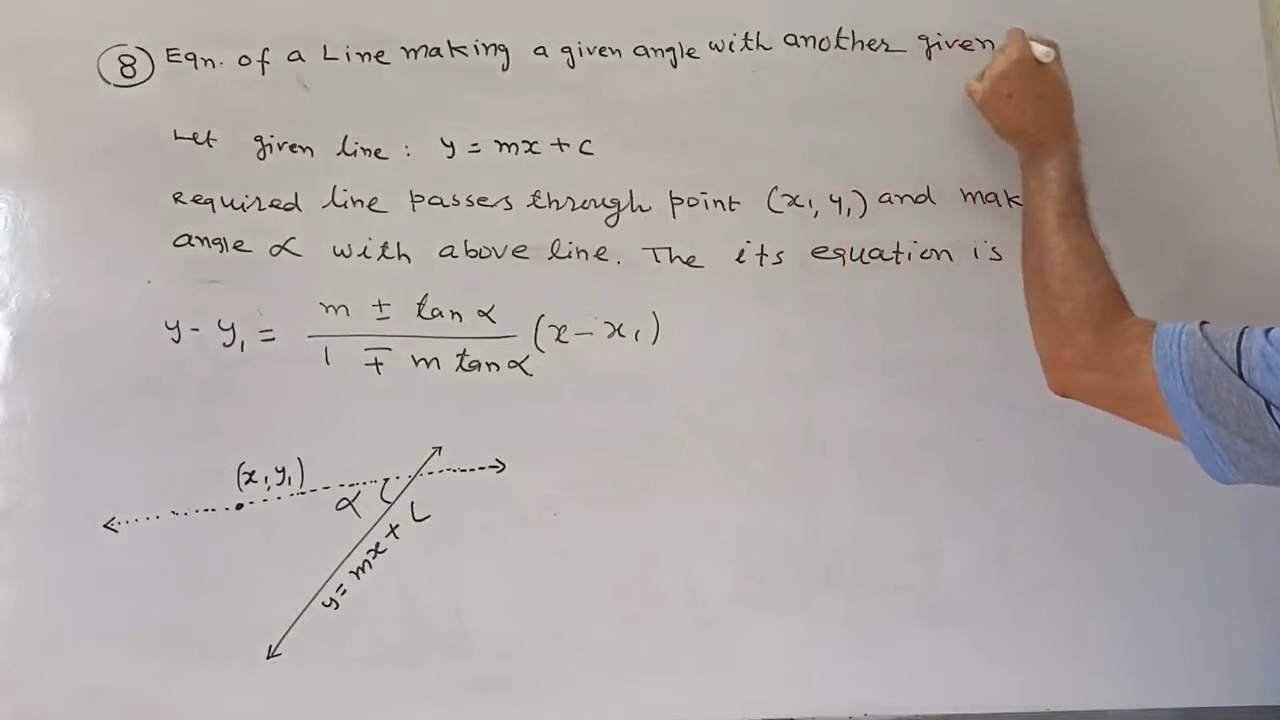 8 Eqn. of a Line making a given angle with another given
Let given line: y = mx + c
Required line passes through point (x₁, y₁) and mak
angle α with above line. The its equation is
y - y₁ = (m ± tan α)/(1 ∓ m tan α) (x - x₁)
(x₁, y₁)
α
y = mx + c